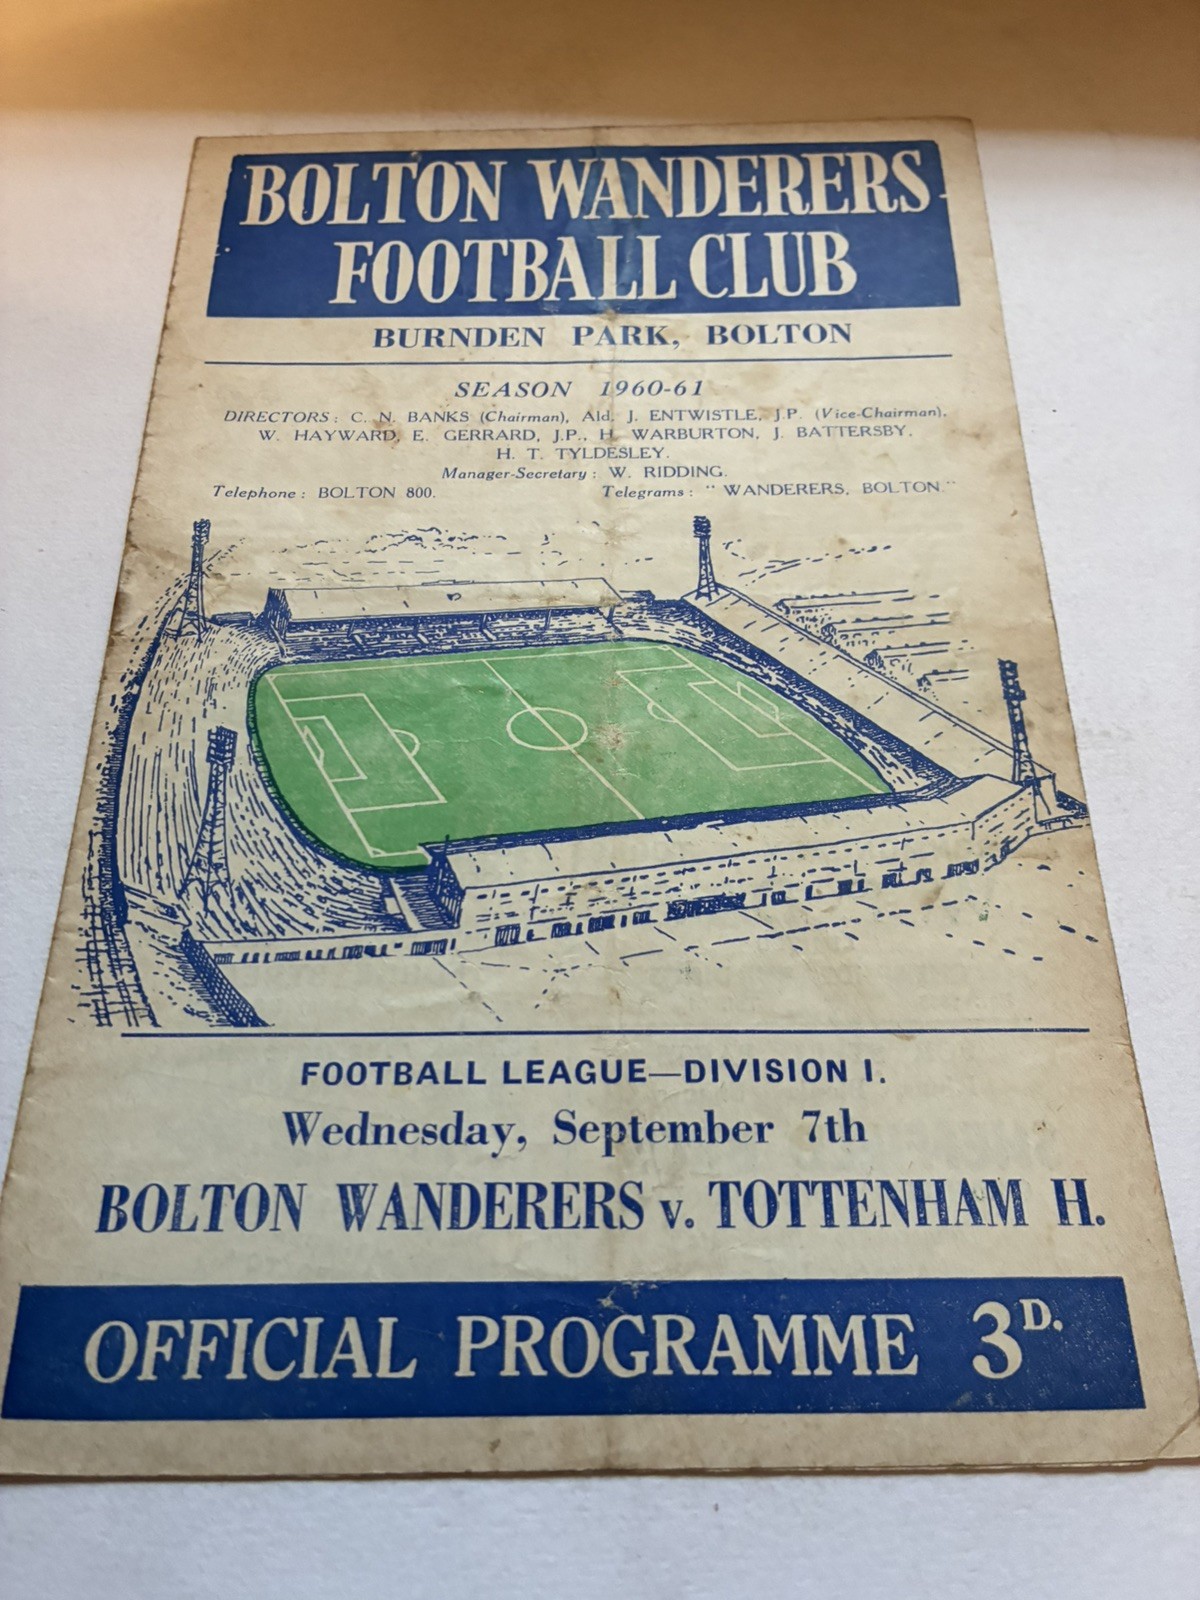 BOLTON WANDERERS
FOOTBALL CLUB
BURNDEN PARK, BOLTON
SEASON 1960-61
DIRECTORS: C. N. BANKS (Chairman), Ald. J. ENTWISTLE, J.P. (Vice-Chairman),
W. HAYWARD, E. GERRARD, J.P., H. WARBURTON, J. BATTERSBY,
H. T. TYLDESLEY.
Manager-Secretary: W. RIDDING.
Telephone: BOLTON 800. Telegrams: "WANDERERS, BOLTON."
FOOTBALL LEAGUE—DIVISION I.
Wednesday, September 7th
BOLTON WANDERERS v. TOTTENHAM H.
OFFICIAL PROGRAMME 3D.